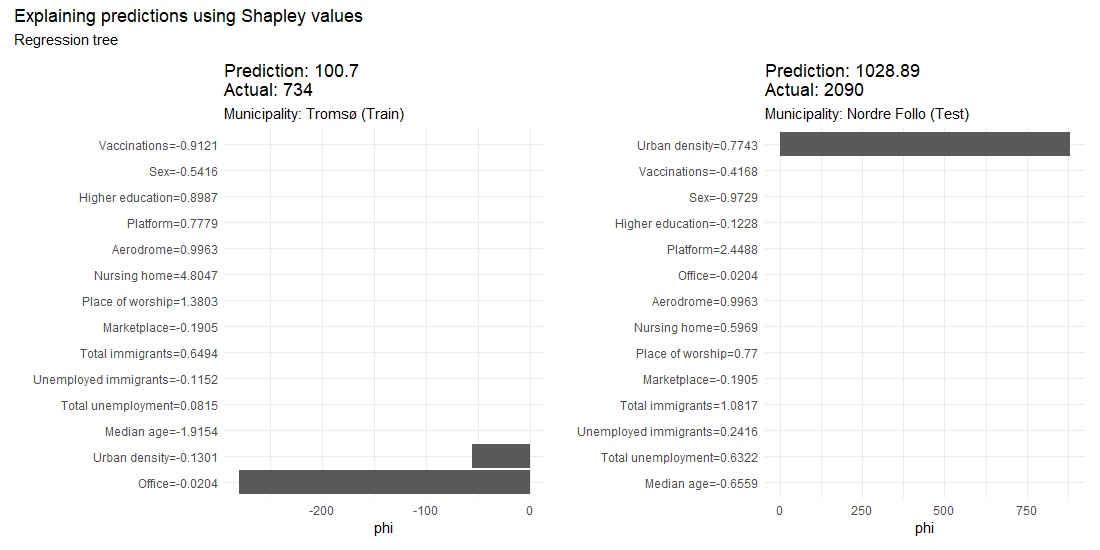 Explaining predictions using Shapley values
Regression tree
Prediction: 100.7
Actual: 734
Municipality: Tromsø (Train)
Vaccinations=-0.9121
Sex=-0.5416
Higher education=0.8987
Platform=0.7779
Aerodrome=0.9963
Nursing home=4.8047
Place of worship=1.3803
Marketplace=-0.1905
Total immigrants=0.6494
Unemployed immigrants=-0.1152
Total unemployment=0.0815
Median age=-1.9154
Urban density=-0.1301
Office=-0.0204
-200
-100
0
phi
Prediction: 1028.89
Actual: 2090
Municipality: Nordre Follo (Test)
Urban density=0.7743
Vaccinations=-0.4168
Sex=-0.9729
Higher education=-0.1228
Platform=2.4488
Office=-0.0204
Aerodrome=0.9963
Nursing home=0.5969
Place of worship=0.77
Marketplace=-0.1905
Total immigrants=1.0817
Unemployed immigrants=0.2416
Total unemployment=0.6322
Median age=-0.6559
0
250
500
750
phi